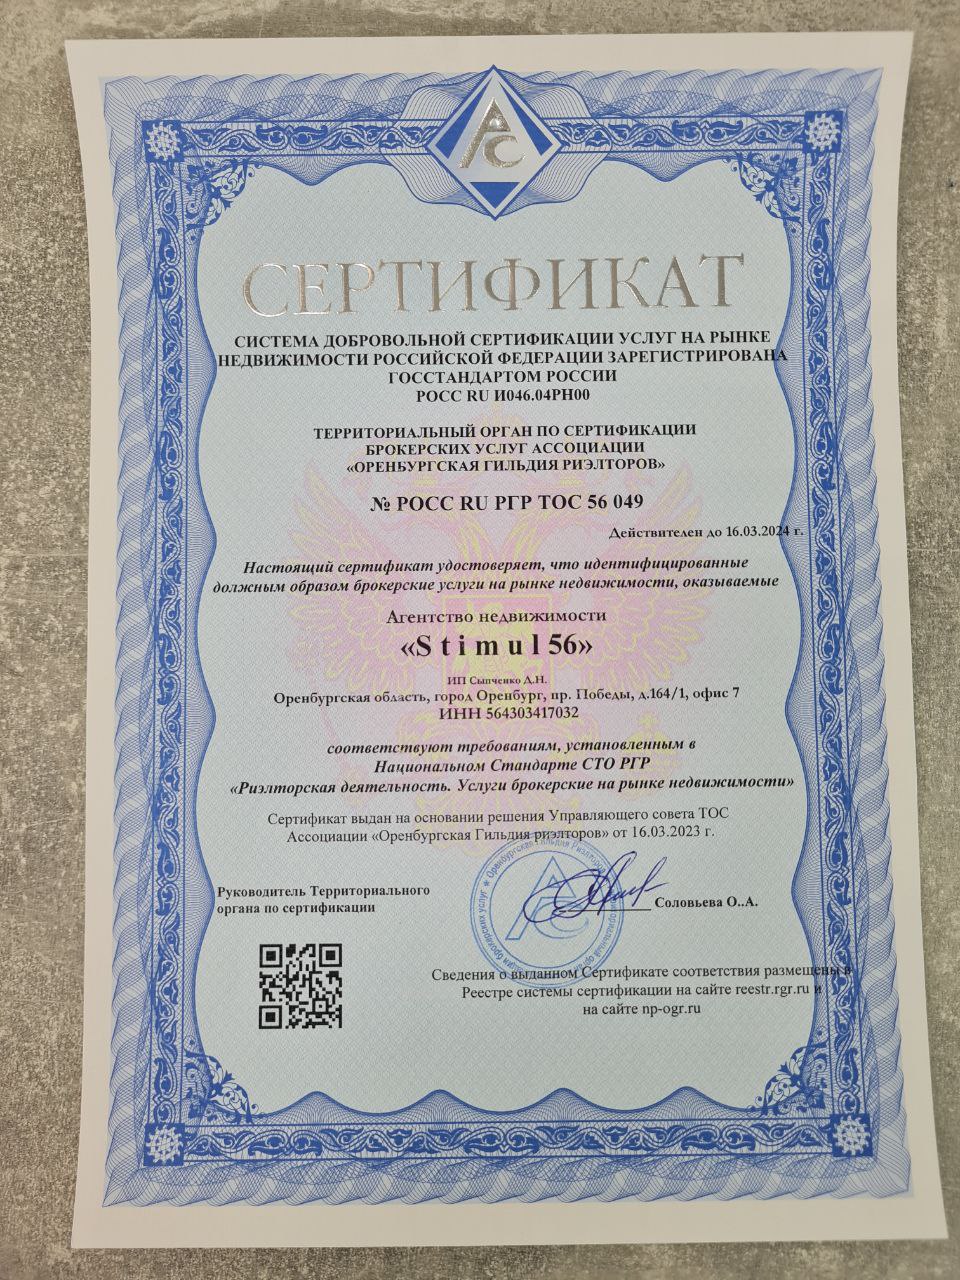 АС
СЕРТИФИКАТ
СИСТЕМА ДОБРОВОЛЬНОЙ СЕРТИФИКАЦИИ УСЛУГ НА РЫНКЕ
НЕДВИЖИМОСТИ РОССИЙСКОЙ ФЕДЕРАЦИИ ЗАРЕГИСТРИРОВАНА
ГОССТАНДАРТОМ РОССИИ
РОСС RU И046.04РН00
ТЕРРИТОРИАЛЬНЫЙ ОРГАН ПО СЕРТИФИКАЦИИ
БРОКЕРСКИХ УСЛУГ АССОЦИАЦИИ
«ОРЕНБУРГСКАЯ ГИЛЬДИЯ РИЭЛТОРОВ»
№ РОСС RU РГР ТОС 56 049
Действителен до 16.03.2024 г.
Настоящий сертификат удостоверяет, что идентифицированные
должным образом брокерские услуги на рынке недвижимости, оказываемые
Агентство недвижимости
«S t i m u l 56»
ИП Сыпченко Д.Н.
Оренбургская область, город Оренбург, пр. Победы, д.164/1, офис 7
ИНН 564303417032
соответствуют требованиям, установленным в
Национальном Стандарте СТО РГР
«Риэлторская деятельность. Услуги брокерские на рынке недвижимости»
Сертификат выдан на основании решения Управляющего совета ТОС
Ассоциации «Оренбургская Гильдия риэлторов» от 16.03.2023 г.
Руководитель Территориального
органа по сертификации
Соловьева О..А.
Сведения о выданном Сертификате соответствия размещены в
Реестре системы сертификации на сайте reestr.rgr.ru и
на сайте np-ogr.ru